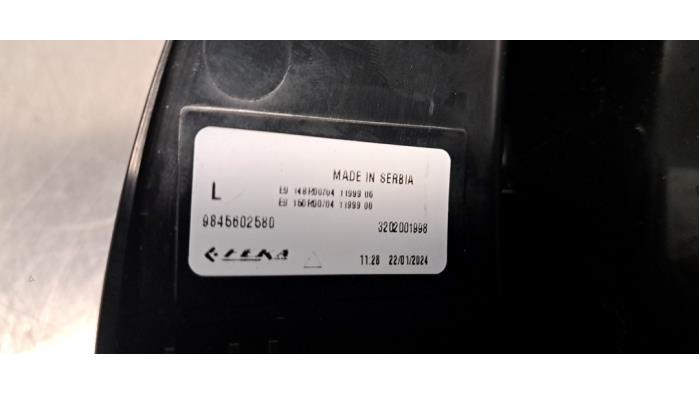 MADE IN SERBIA
L
E9 148R00/04 11999 00
E9 150R00/04 11999 00
9845602580
3202001998
FEKA
11:28 22/01/2024